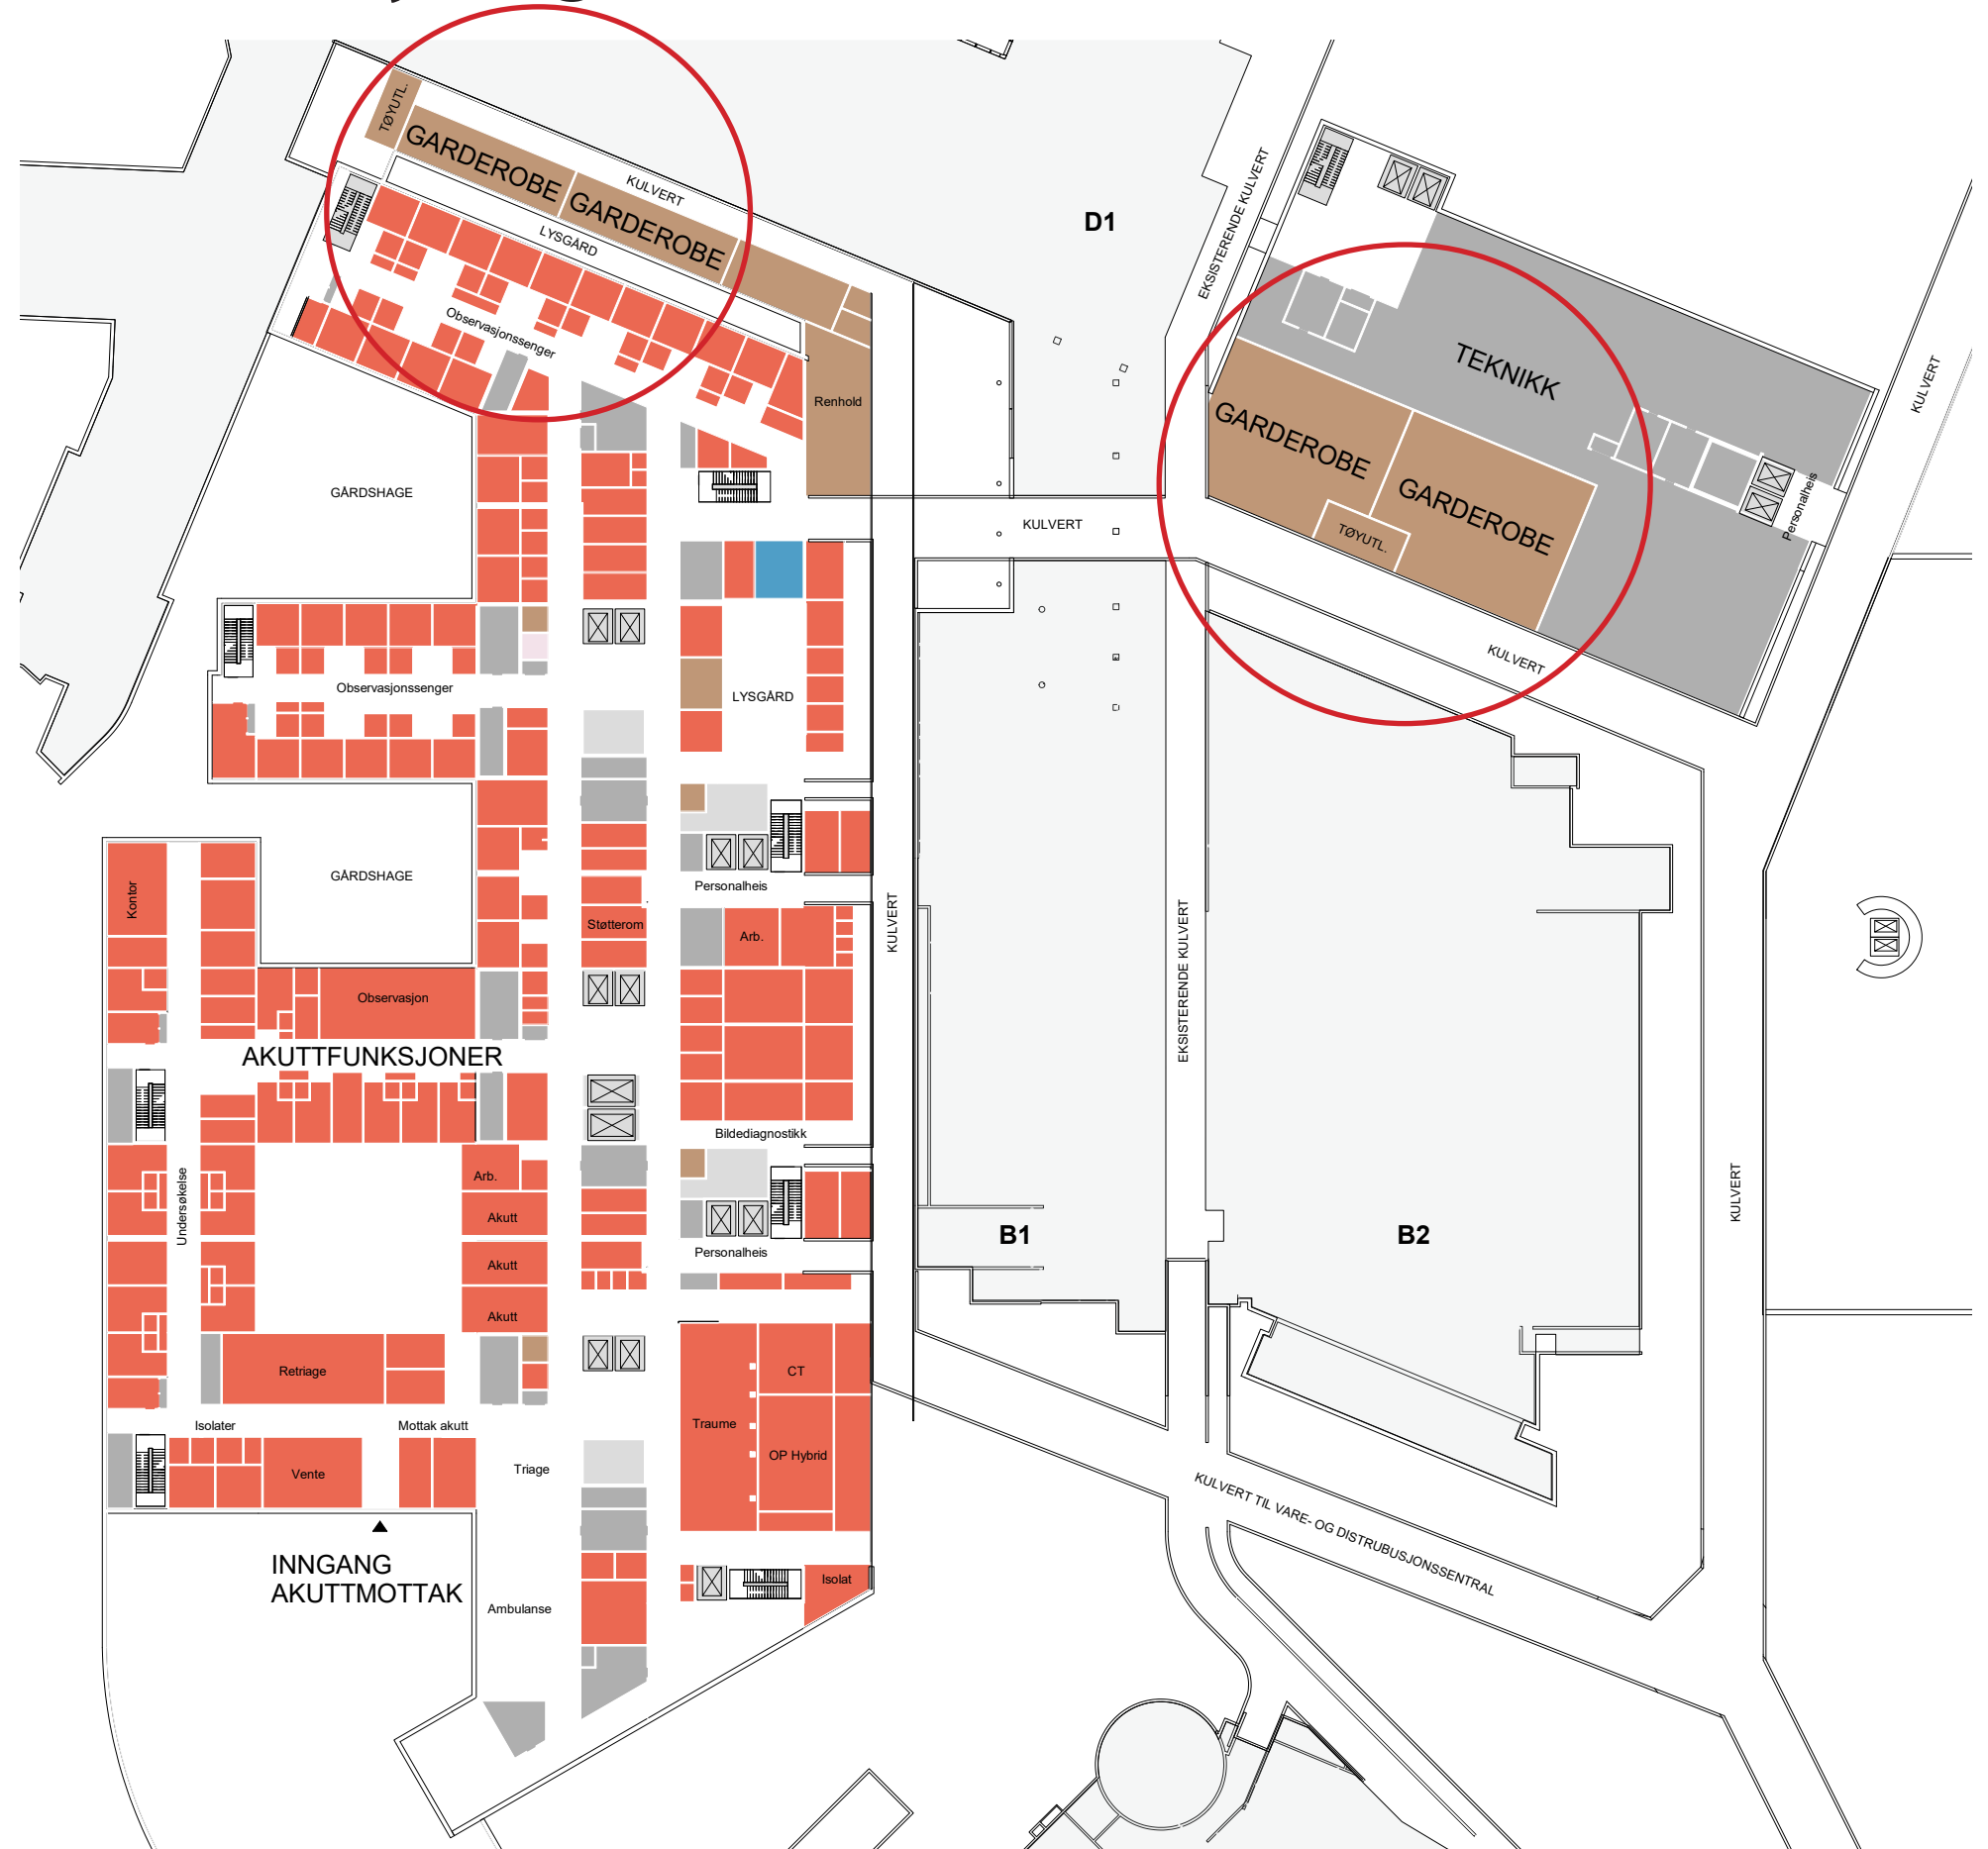 TØYUTL.
GARDEROBE
GARDEROBE
KULVERT
LYSGÅRD
Observasjonssenger
Renhold
D1
EKSISTERENDE KULVERT
TEKNIKK
GARDEROBE
GARDEROBE
TØYUTL.
Personalheis
KULVERT
KULVERT
KULVERT
GÅRDSHAGE
Observasjonssenger
LYSGÅRD
GÅRDSHAGE
Personalheis
Kontor
Støtterom
Arb.
KULVERT
EKSISTERENDE KULVERT
Observasjon
AKUTTFUNKSJONER
Bildediagnostikk
Undersøkelse
Arb.
Akutt
Akutt
Akutt
Personalheis
B1
B2
KULVERT
Retriage
CT
Traume
OP Hybrid
Isolater
Mottak akutt
Vente
Triage
KULVERT TIL VARE- OG DISTRUBUSJONSSENTRAL
INNGANG
AKUTTMOTTAK
Isolat
Ambulanse